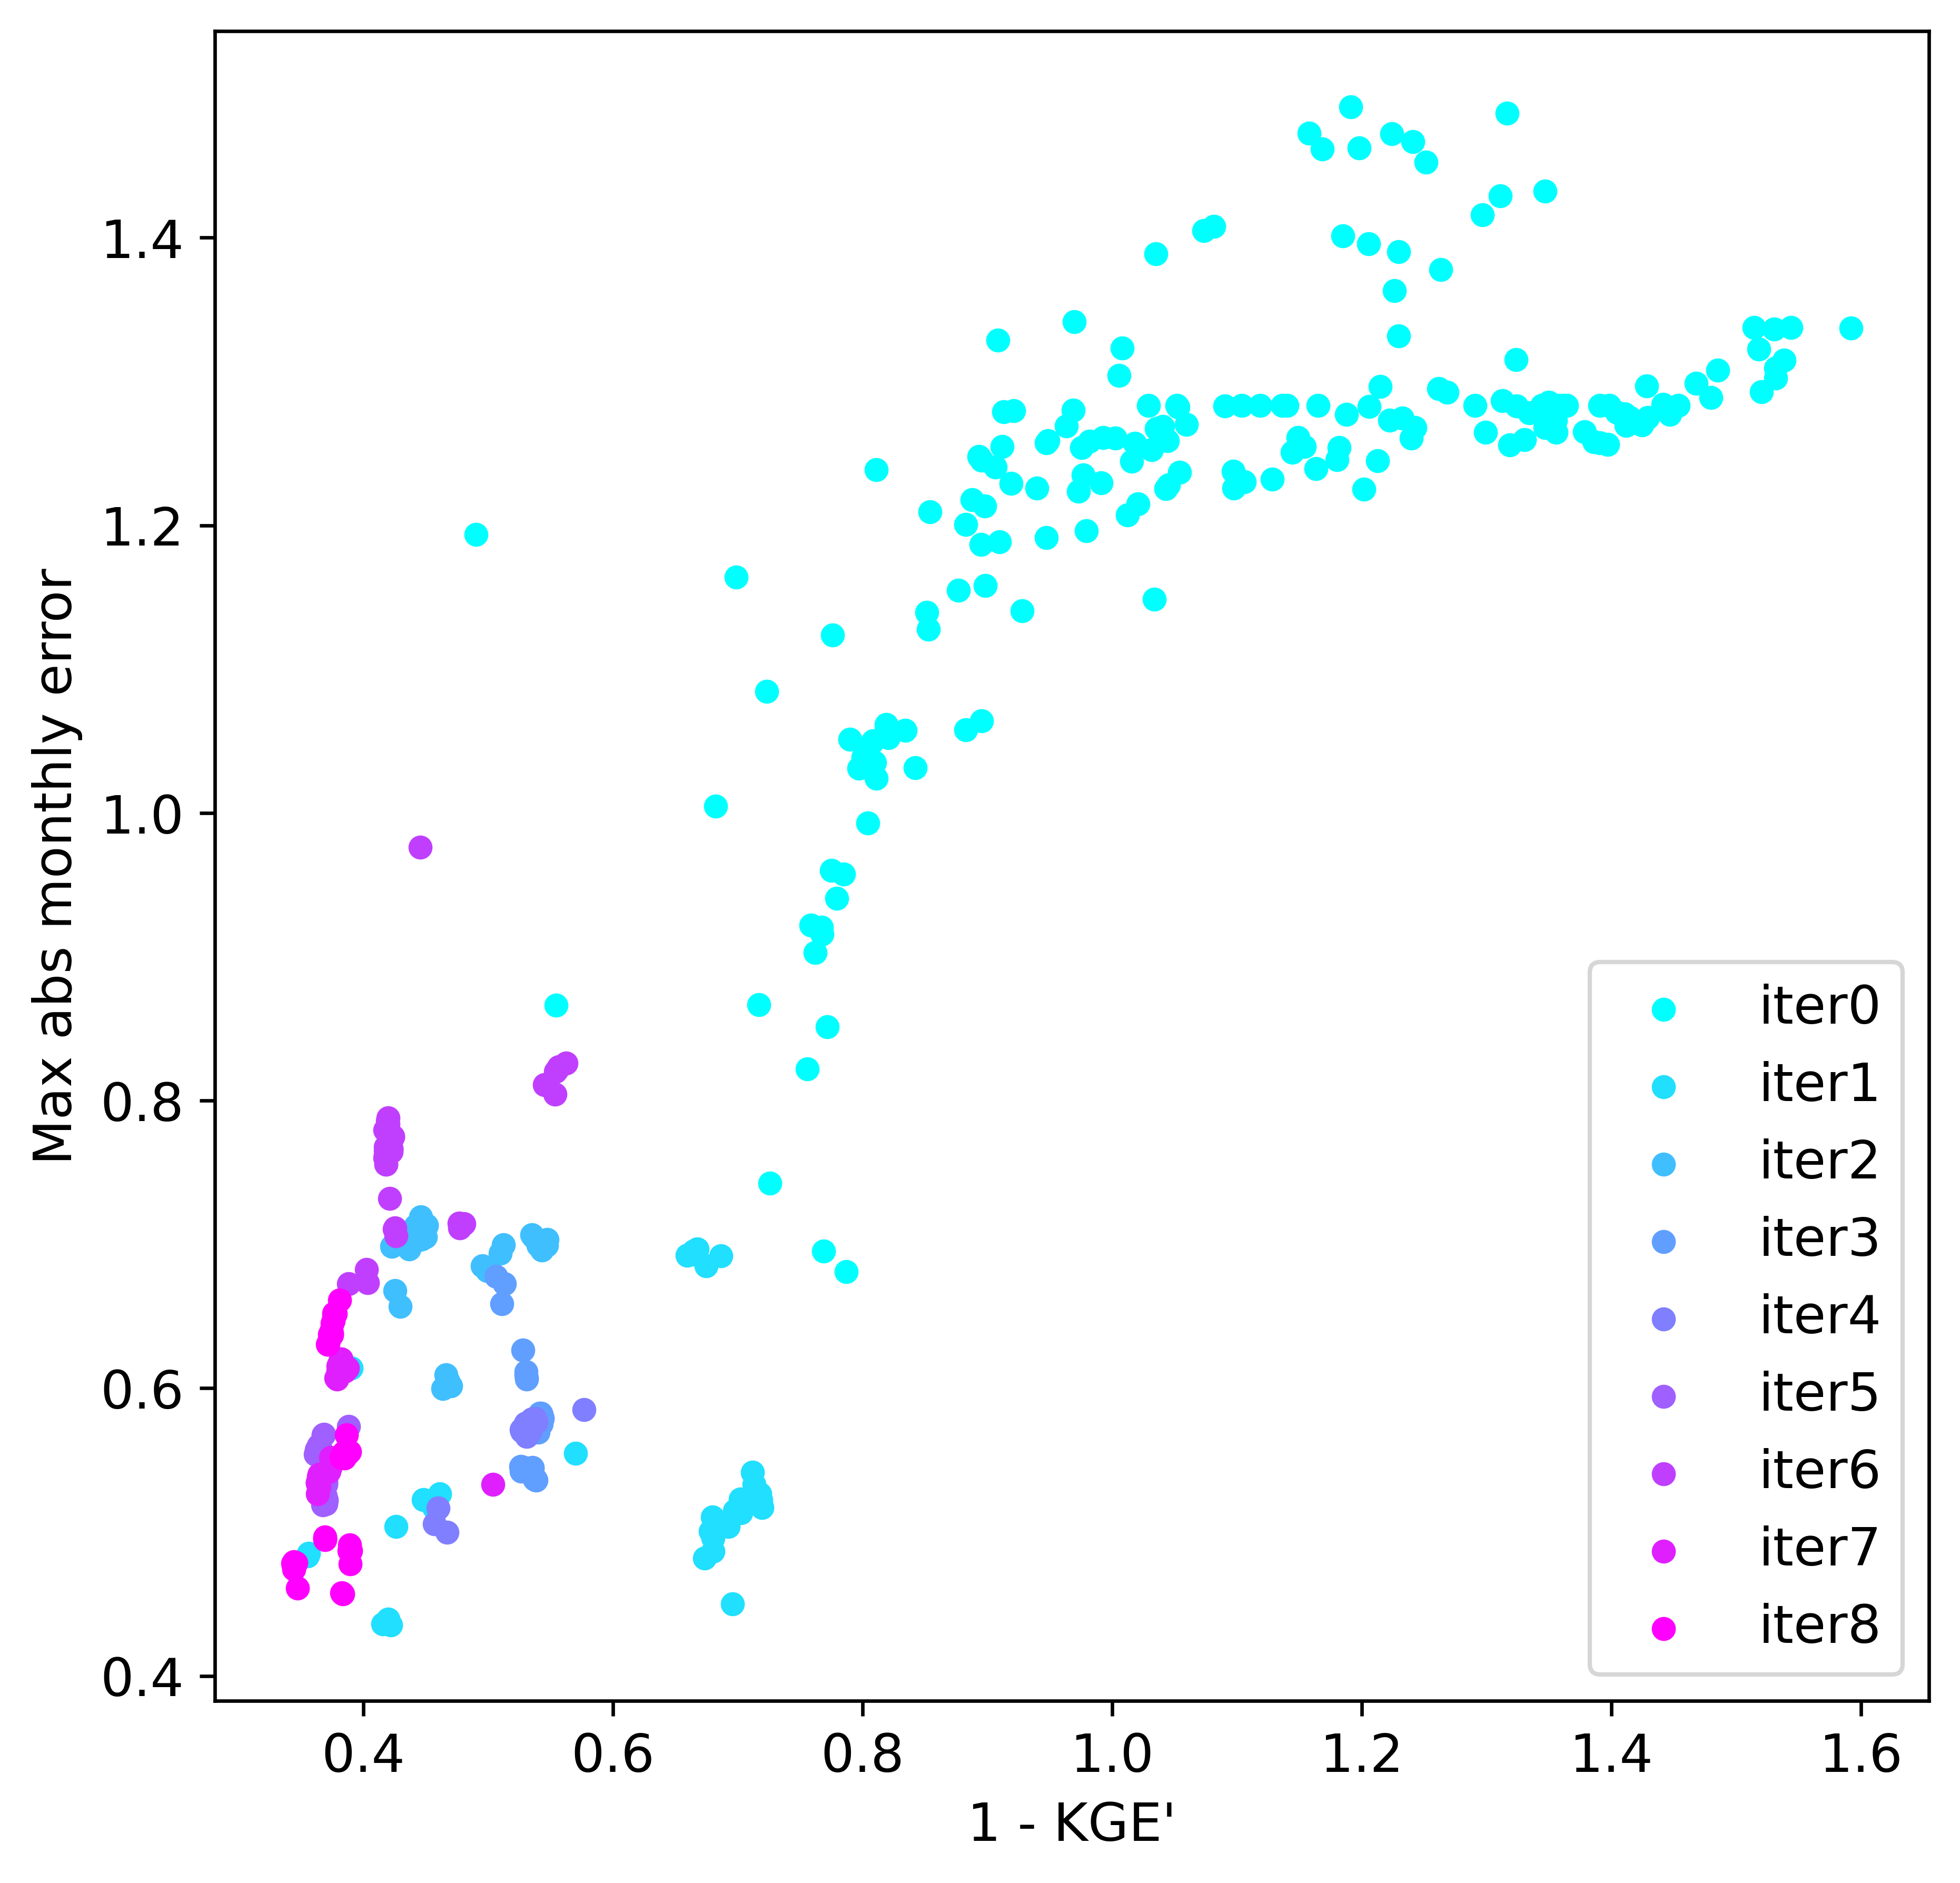 1.4
1.2
1.0
0.8
0.6
0.4
Max abs monthly error
iter0
iter1
iter2
iter3
iter4
iter5
iter6
iter7
iter8
0.4 0.6 0.8 1.0 1.2 1.4 1.6
1 - KGE'